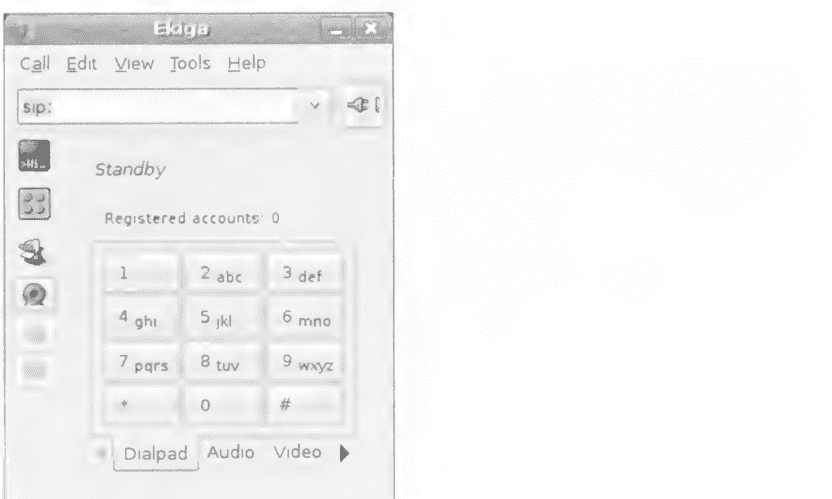 Ekiga
Call Edit View Tools Help
sip:
Standby
Registered accounts: 0
1 2 abc 3 def
4 ghi 5 jkl 6 mno
7 pqrs 8 tuv 9 wxyz
* 0 #
Dialpad Audio Video